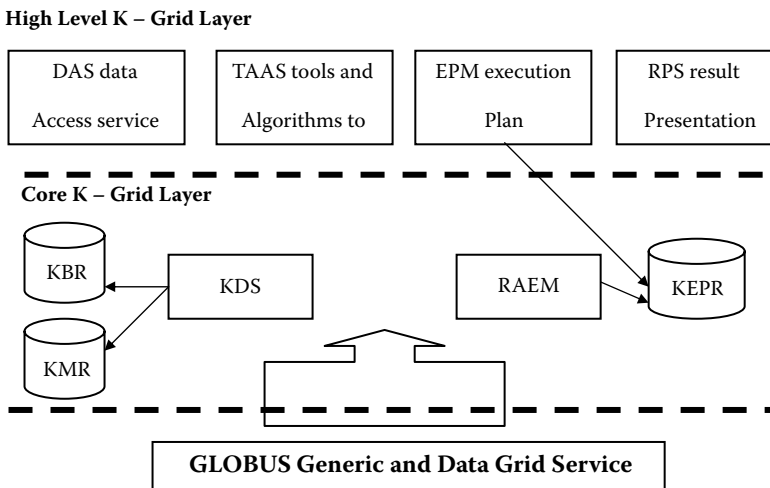 High Level K – Grid Layer
DAS data
Access service
TAAS tools and
Algorithms to
EPM execution
Plan
RPS result
Presentation
Core K – Grid Layer
KBR
KDS
RAEM
KEPR
KMR
GLOBUS Generic and Data Grid Service